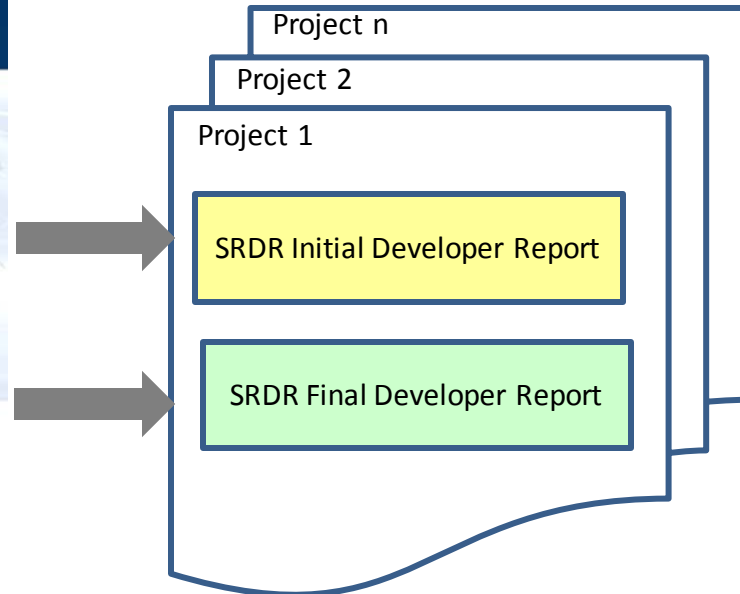 Project n
Project 2
Project 1
SRDR Initial Developer Report
SRDR Final Developer Report